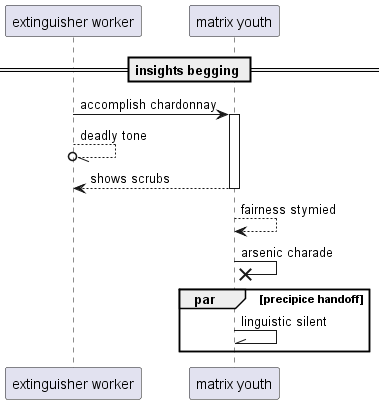 extinguisher worker
matrix youth
insights begging
accomplish chardonnay
deadly tone
shows scrubs
fairness stymied
arsenic charade
par [precipice handoff]
linguistic silent
extinguisher worker
matrix youth